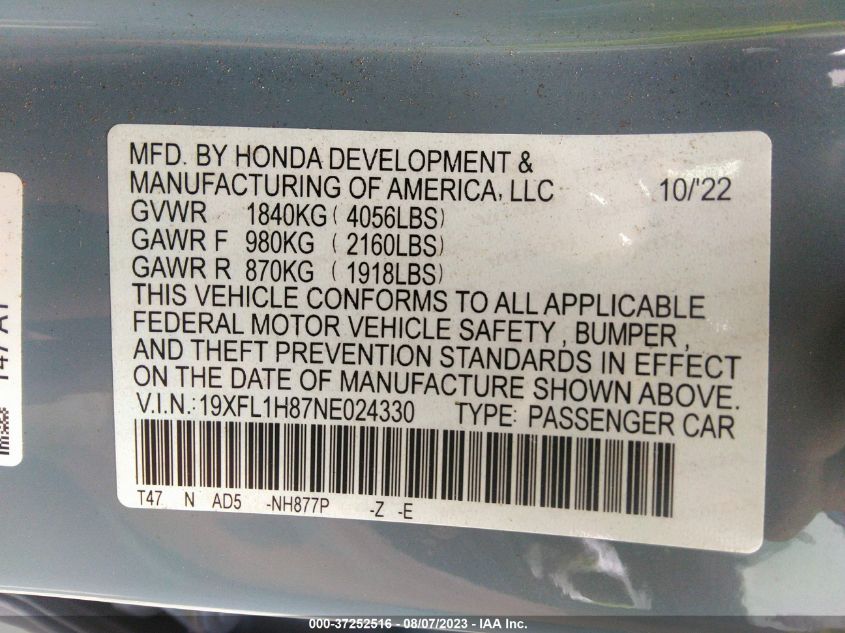 MFD. BY HONDA DEVELOPMENT &
MANUFACTURING OF AMERICA, LLC 10/'22
GVWR 1840KG ( 4056LBS)
GAWR F 980KG ( 2160LBS)
GAWR R 870KG ( 1918LBS)
THIS VEHICLE CONFORMS TO ALL APPLICABLE
FEDERAL MOTOR VEHICLE SAFETY , BUMPER ,
AND THEFT PREVENTION STANDARDS IN EFFECT
ON THE DATE OF MANUFACTURE SHOWN ABOVE.
V.I.N.:19XFL1H87NE024330 TYPE: PASSENGER CAR
T47 N AD5 -NH877P -Z -E
000-37252516 - 08/07/2023 - IAA Inc.